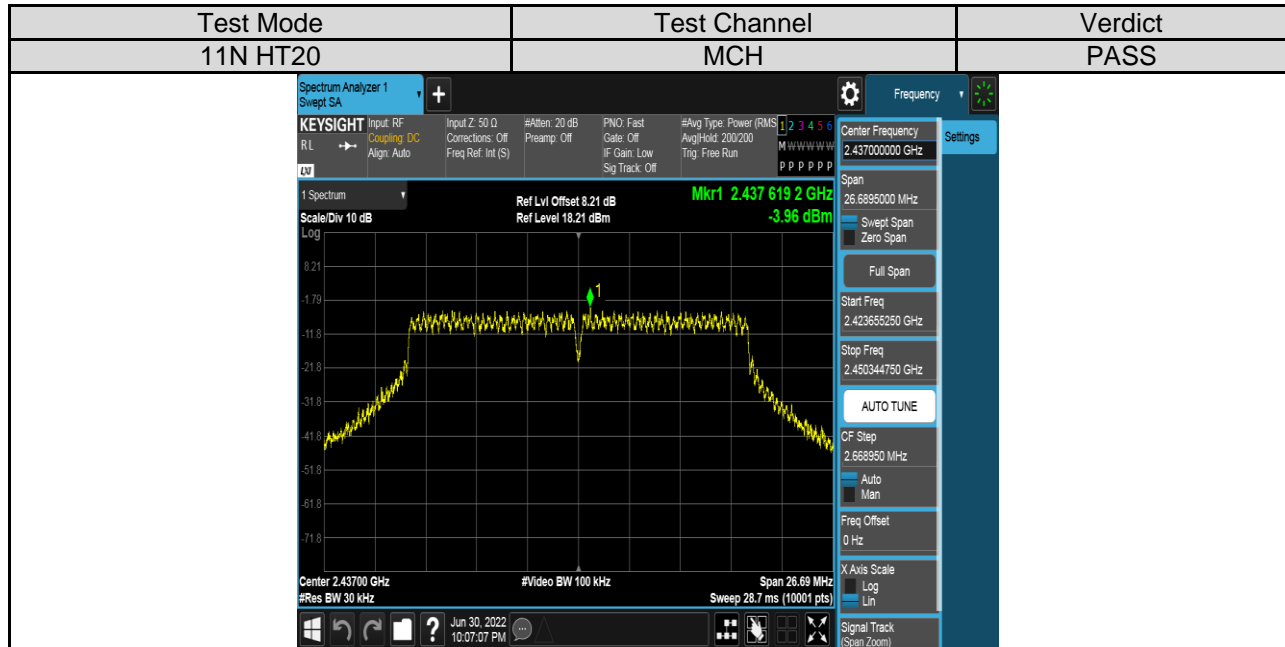 Test Mode Test Channel Verdict
11N HT20 MCH PASS
Spectrum Analyzer 1
Swept SA
+
Frequency
KEYSIGHT
RL
LXI
Input: RF
Coupling: DC
Align: Auto
Input Z: 50 Ω
Corrections: Off
Freq Ref: Int (S)
#Atten: 20 dB
Preamp: Off
PNO: Fast
Gate: Off
IF Gain: Low
Sig Track: Off
#Avg Type: Power (RMS
Avg|Hold: 200/200
Trig: Free Run
1 2 3 4 5 6
M W W W W W
P P P P P P
1 Spectrum
Scale/Div 10 dB
Log
Ref Lvl Offset 8.21 dB
Ref Level 18.21 dBm
Mkr1 2.437 619 2 GHz
-3.96 dBm
1
8.21
-1.79
-11.8
-21.8
-31.8
-41.8
-51.8
-61.8
-71.8
Center 2.43700 GHz
#Res BW 30 kHz
#Video BW 100 kHz
Span 26.69 MHz
Sweep 28.7 ms (10001 pts)
?
Jun 30, 2022
10:07:07 PM
Center Frequency
2.437000000 GHz
Settings
Span
26.6895000 MHz
Swept Span
Zero Span
Full Span
Start Freq
2.423655250 GHz
Stop Freq
2.450344750 GHz
AUTO TUNE
CF Step
2.668950 MHz
Auto
Man
Freq Offset
0 Hz
X Axis Scale
Log
Lin
Signal Track
(Span Zoom)